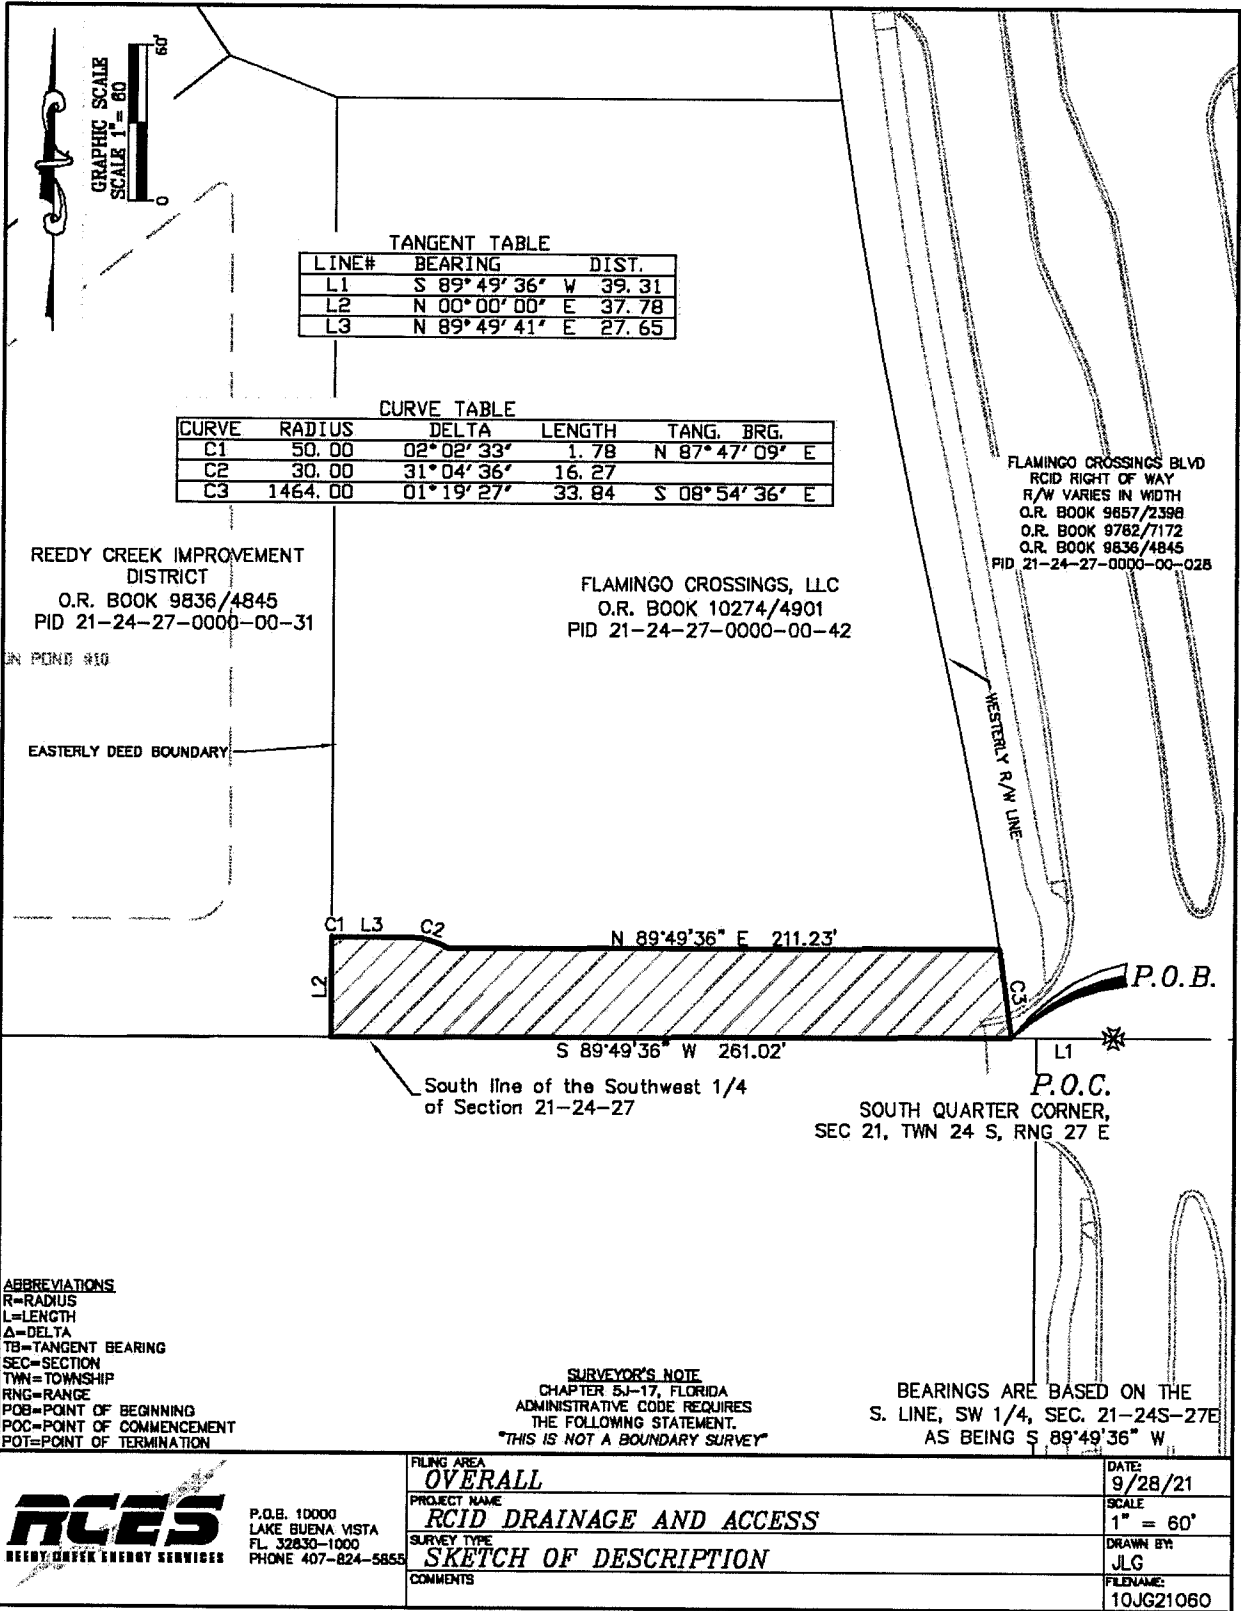 GRAPHIC SCALE
SCALE 1"= 60
60'
0
TANGENT TABLE
LINE# BEARING DIST.
L1 S 89°49'36" W 39.31
L2 N 00°00'00" E 37.78
L3 N 89°49'41" E 27.65
CURVE TABLE
CURVE RADIUS DELTA LENGTH TANG. BRG.
C1 50.00 02°02'33" 1.78 N 87°47'09" E
C2 30.00 31°04'36" 16.27
C3 1464.00 01°19'27" 33.84 S 08°54'36" E
FLAMINGO CROSSINGS BLVD
RCID RIGHT OF WAY
R/W VARIES IN WIDTH
O.R. BOOK 9657/2398
O.R. BOOK 9762/7172
O.R. BOOK 9836/4845
PID 21-24-27-0000-00-028
REEDY CREEK IMPROVEMENT
DISTRICT
O.R. BOOK 9836/4845
PID 21-24-27-0000-00-31
FLAMINGO CROSSINGS, LLC
O.R. BOOK 10274/4901
PID 21-24-27-0000-00-42
ON POND #10
EASTERLY DEED BOUNDARY
WESTERLY R/W LINE
C1 L3 C2
N 89°49'36" E 211.23'
L2
C3
P.O.B.
S 89°49'36" W 261.02'
L1
South line of the Southwest 1/4
of Section 21-24-27
P.O.C.
SOUTH QUARTER CORNER,
SEC 21, TWN 24 S, RNG 27 E
ABBREVIATIONS
R=RADIUS
L=LENGTH
Δ=DELTA
TB=TANGENT BEARING
SEC=SECTION
TWN=TOWNSHIP
RNG=RANGE
POB=POINT OF BEGINNING
POC=POINT OF COMMENCEMENT
POT=POINT OF TERMINATION
SURVEYOR'S NOTE
CHAPTER 5J-17, FLORIDA
ADMINISTRATIVE CODE REQUIRES
THE FOLLOWING STATEMENT.
"THIS IS NOT A BOUNDARY SURVEY"
BEARINGS ARE BASED ON THE
S. LINE, SW 1/4, SEC. 21-24S-27E
AS BEING S 89°49'36" W
RCES
REEDY CREEK ENERGY SERVICES
P.O.B. 10000
LAKE BUENA VISTA
FL. 32830-1000
PHONE 407-824-5855
FILING AREA
OVERALL
PROJECT NAME
RCID DRAINAGE AND ACCESS
SURVEY TYPE
SKETCH OF DESCRIPTION
COMMENTS
DATE:
9/28/21
SCALE
1" = 60'
DRAWN BY:
JLG
FILENAME:
10JG21060